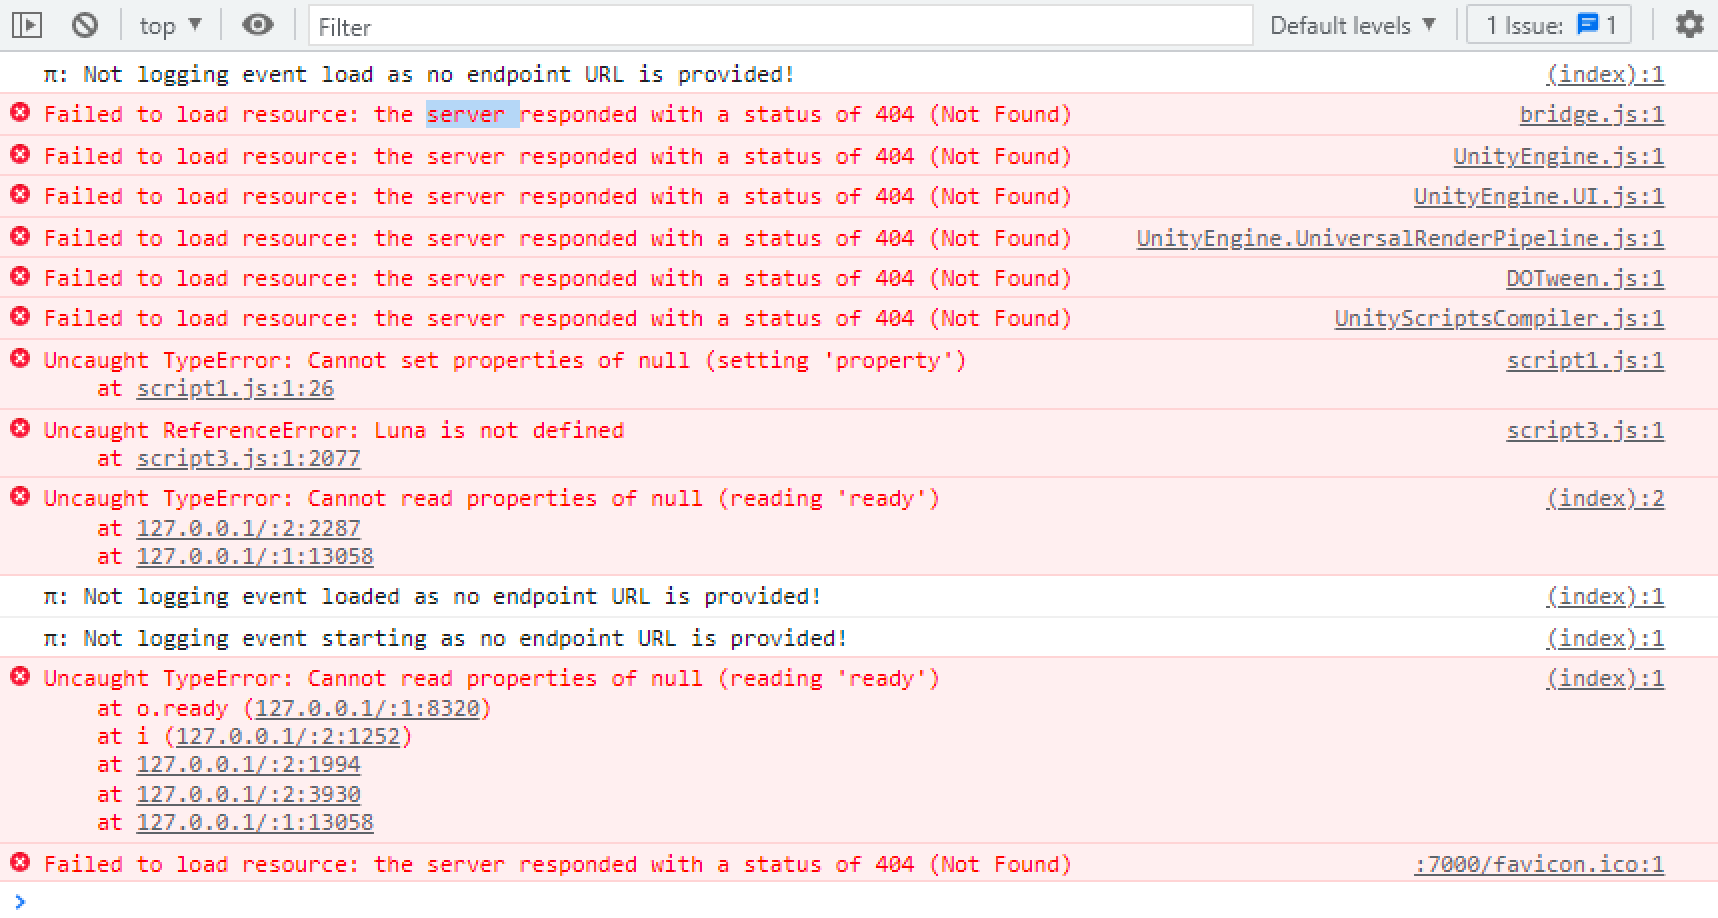 top ▼ Filter Default levels ▼ 1 Issue: 1
π: Not logging event load as no endpoint URL is provided! (index):1
Failed to load resource: the server responded with a status of 404 (Not Found) bridge.js:1
Failed to load resource: the server responded with a status of 404 (Not Found) UnityEngine.js:1
Failed to load resource: the server responded with a status of 404 (Not Found) UnityEngine.UI.js:1
Failed to load resource: the server responded with a status of 404 (Not Found) UnityEngine.UniversalRenderPipeline.js:1
Failed to load resource: the server responded with a status of 404 (Not Found) DOTween.js:1
Failed to load resource: the server responded with a status of 404 (Not Found) UnityScriptsCompiler.js:1
Uncaught TypeError: Cannot set properties of null (setting 'property') script1.js:1
at script1.js:1:26
Uncaught ReferenceError: Luna is not defined script3.js:1
at script3.js:1:2077
Uncaught TypeError: Cannot read properties of null (reading 'ready') (index):2
at 127.0.0.1/:2:2287
at 127.0.0.1/:1:13058
π: Not logging event loaded as no endpoint URL is provided! (index):1
π: Not logging event starting as no endpoint URL is provided! (index):1
Uncaught TypeError: Cannot read properties of null (reading 'ready') (index):1
at o.ready (127.0.0.1/:1:8320)
at i (127.0.0.1/:2:1252)
at 127.0.0.1/:2:1994
at 127.0.0.1/:2:3930
at 127.0.0.1/:1:13058
Failed to load resource: the server responded with a status of 404 (Not Found) :7000/favicon.ico:1